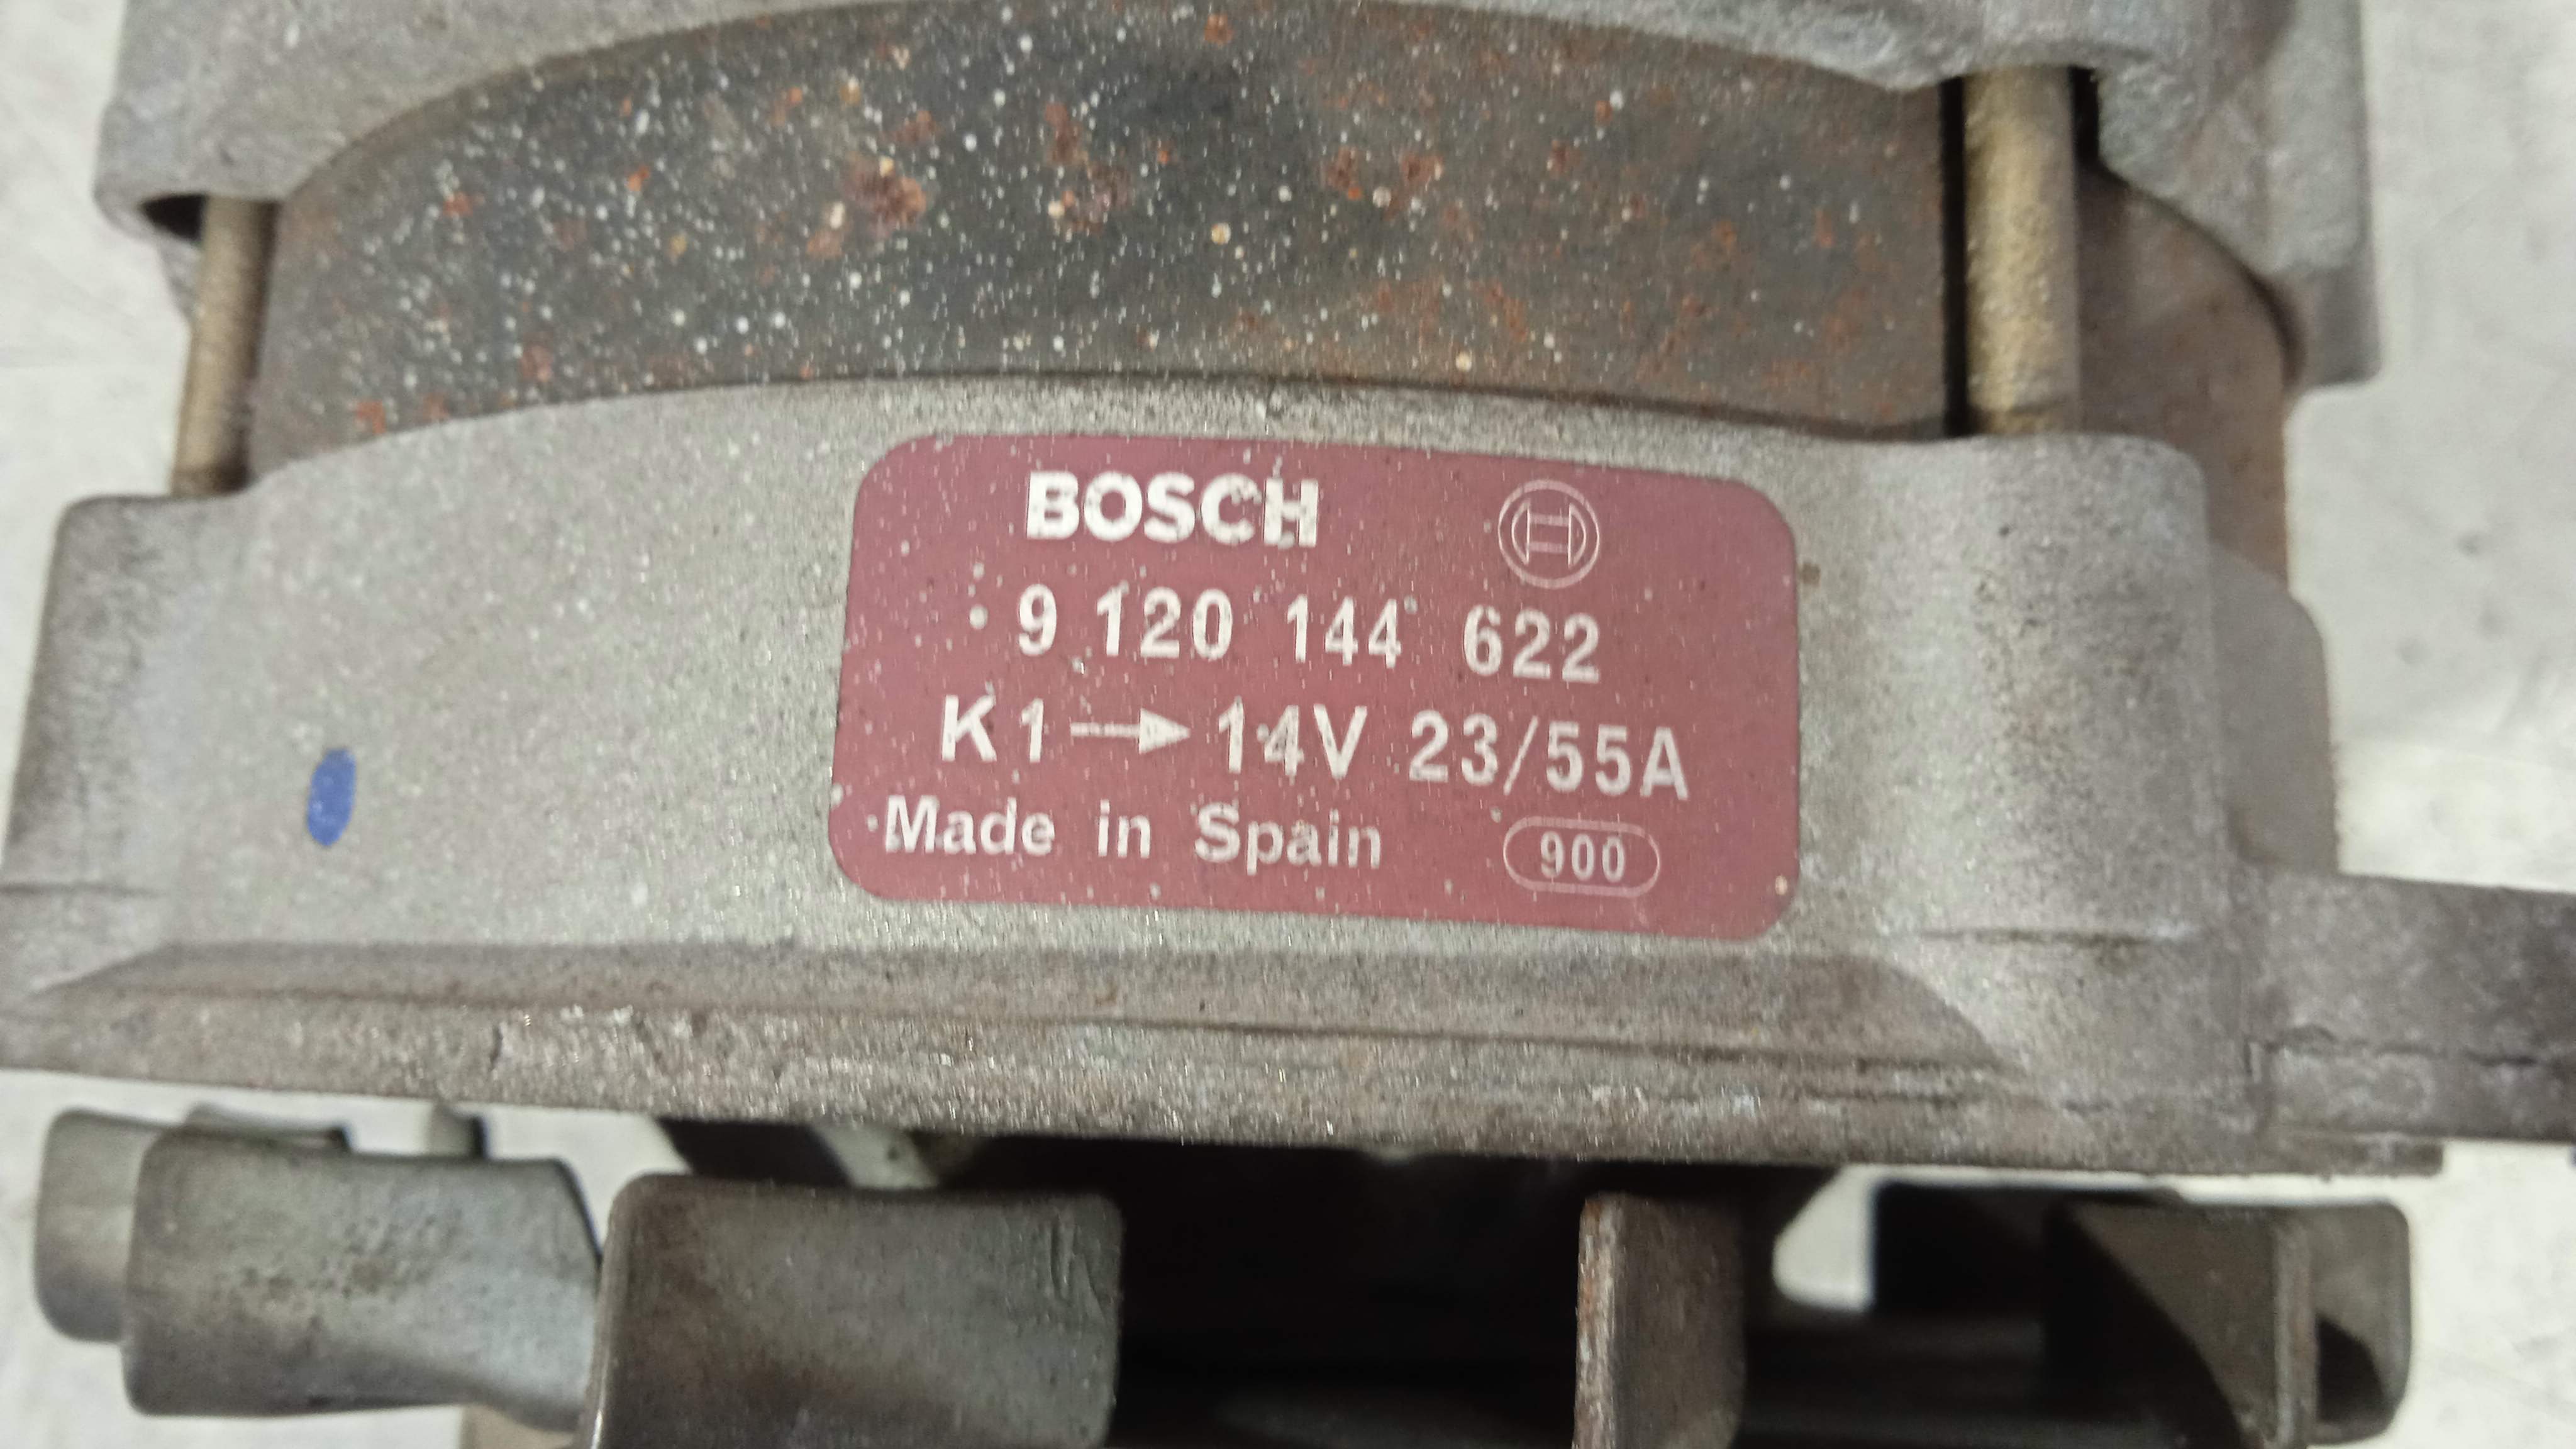 BOSCH
9 120 144 622
K1 → 14V 23/55A
Made in Spain 900